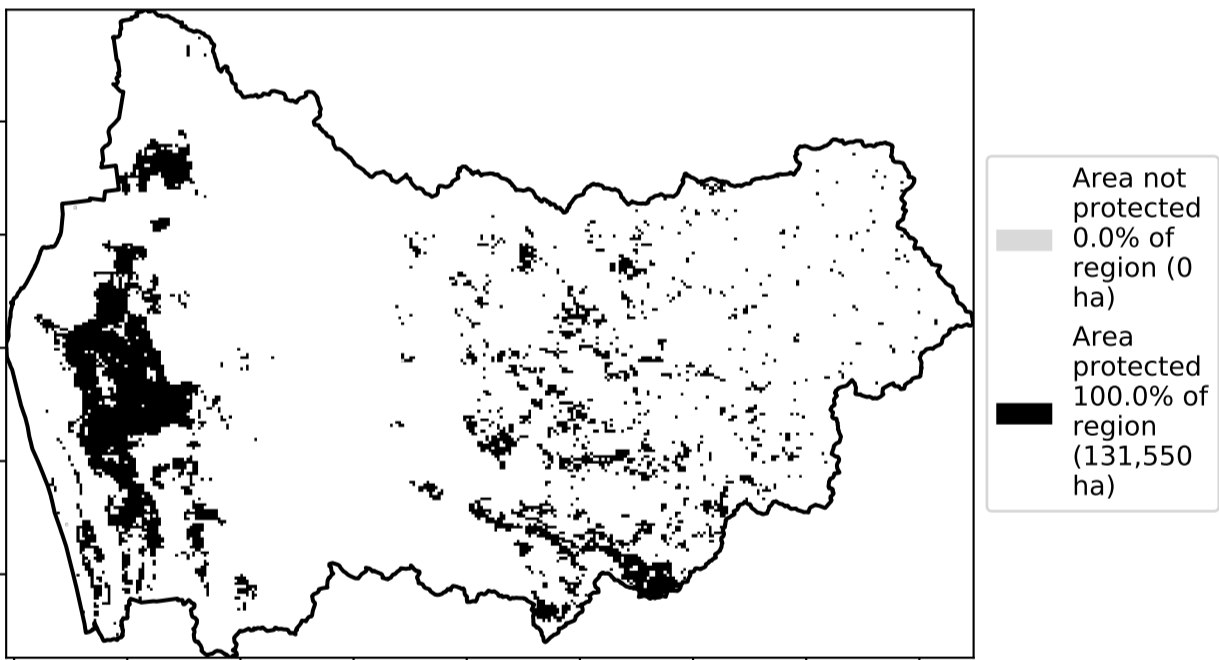 Area not
protected
0.0% of
region (0
ha)
Area
protected
100.0% of
region
(131,550
ha)